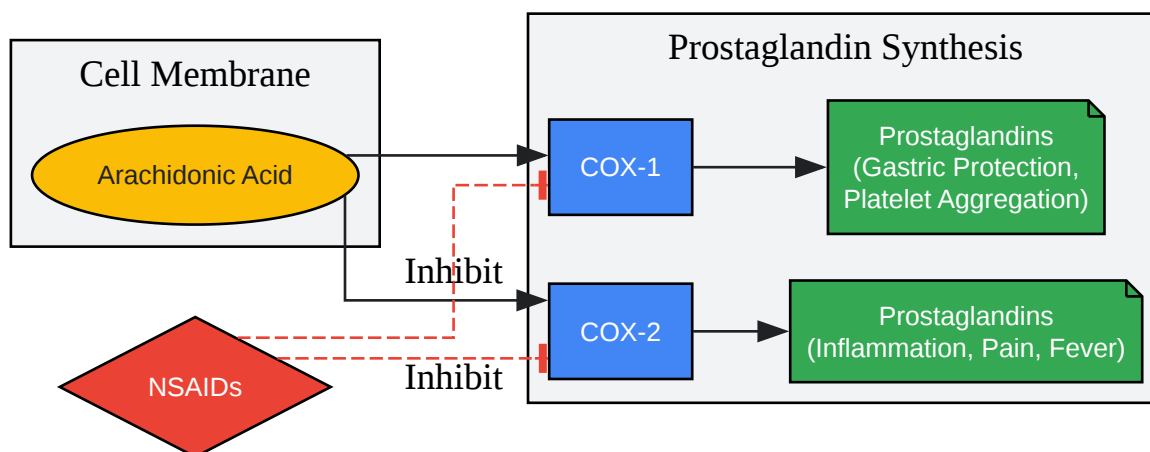 Cell Membrane
Arachidonic Acid
Prostaglandin Synthesis
COX-1
Prostaglandins
(Gastric Protection,
Platelet Aggregation)
Inhibit
COX-2
Prostaglandins
(Inflammation, Pain, Fever)
NSAIDs
Inhibit